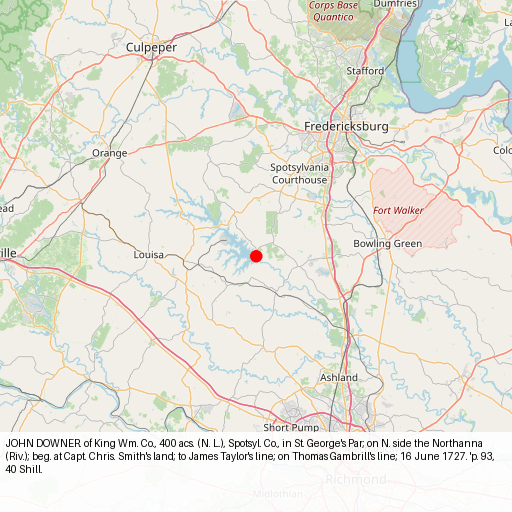 Dumfries
Corps Base
Quantico
Culpeper
La
Stafford
Fredericksburg
Colo
Orange
Spotsylvania
Courthouse
ead
Fort Walker
Bowling Green
ville
Louisa
Ashland
Short Pump
JOHN DOWNER of King Wm. Co., 400 acs. (N. L.), Spotsyl. Co., in St. George's Par; on N. side the Northanna
(Riv.); beg. at Capt. Chris. Smith's land; to James Taylor's line; on Thomas Gambrill's line; 16 June 1727. 'p. 93,
40 Shill.
Richmond
Midlothian